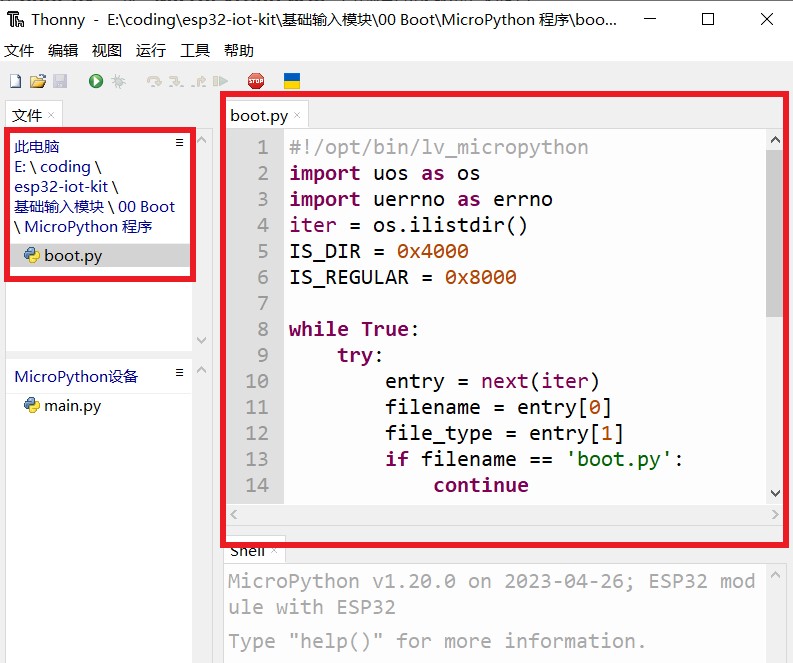 Thonny - E:\coding\esp32-iot-kit\基础输入模块\00 Boot\MicroPython 程序\boo...
文件 编辑 视图 运行 工具 帮助
STOP
文件
此电脑
E: \ coding \
esp32-iot-kit \
基础输入模块 \ 00 Boot
\ MicroPython 程序
boot.py
MicroPython设备
main.py
boot.py
1 #!/opt/bin/lv_micropython
2 import uos as os
3 import uerrno as errno
4 iter = os.ilistdir()
5 IS_DIR = 0x4000
6 IS_REGULAR = 0x8000
7
8 while True:
9     try:
10         entry = next(iter)
11         filename = entry[0]
12         file_type = entry[1]
13         if filename == 'boot.py':
14             continue
Shell
MicroPython v1.20.0 on 2023-04-26; ESP32 mod
ule with ESP32
Type "help()" for more information.